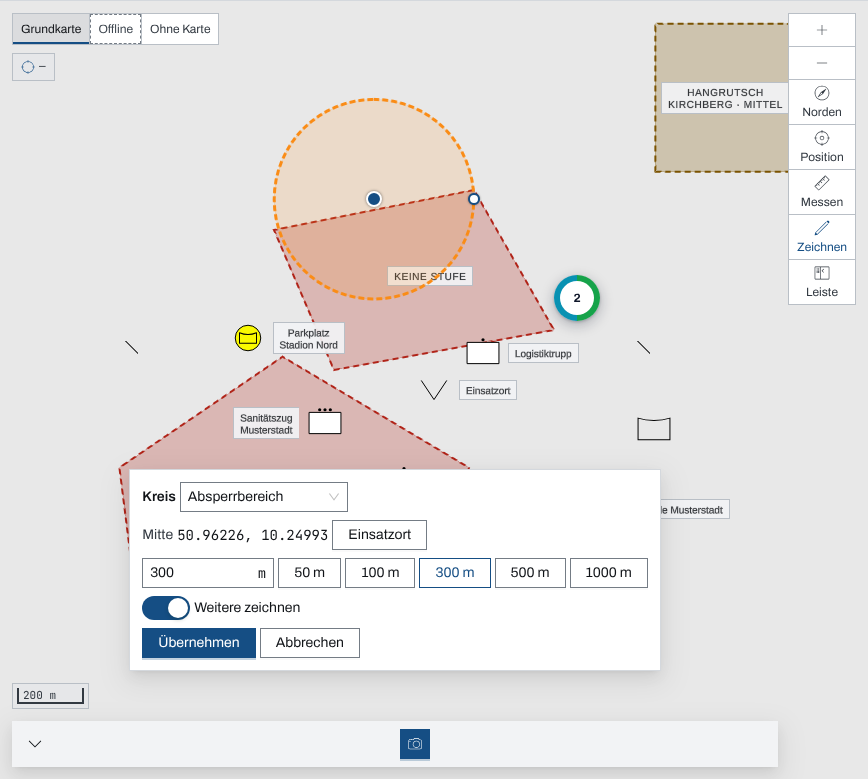 Grundkarte Offline Ohne Karte
–
HANGRUTSCH
KIRCHBERG · MITTEL
+
−
Norden
Position
Messen
Zeichnen
Leiste
KEINE STUFE
2
Parkplatz
Stadion Nord
Logistiktrupp
Einsatzort
Sanitätszug
Musterstadt
Musterstadt
Kreis Absperrbereich
Mitte 50.96226, 10.24993 Einsatzort
300 m 50 m 100 m 300 m 500 m 1000 m
Weitere zeichnen
Übernehmen Abbrechen
200 m